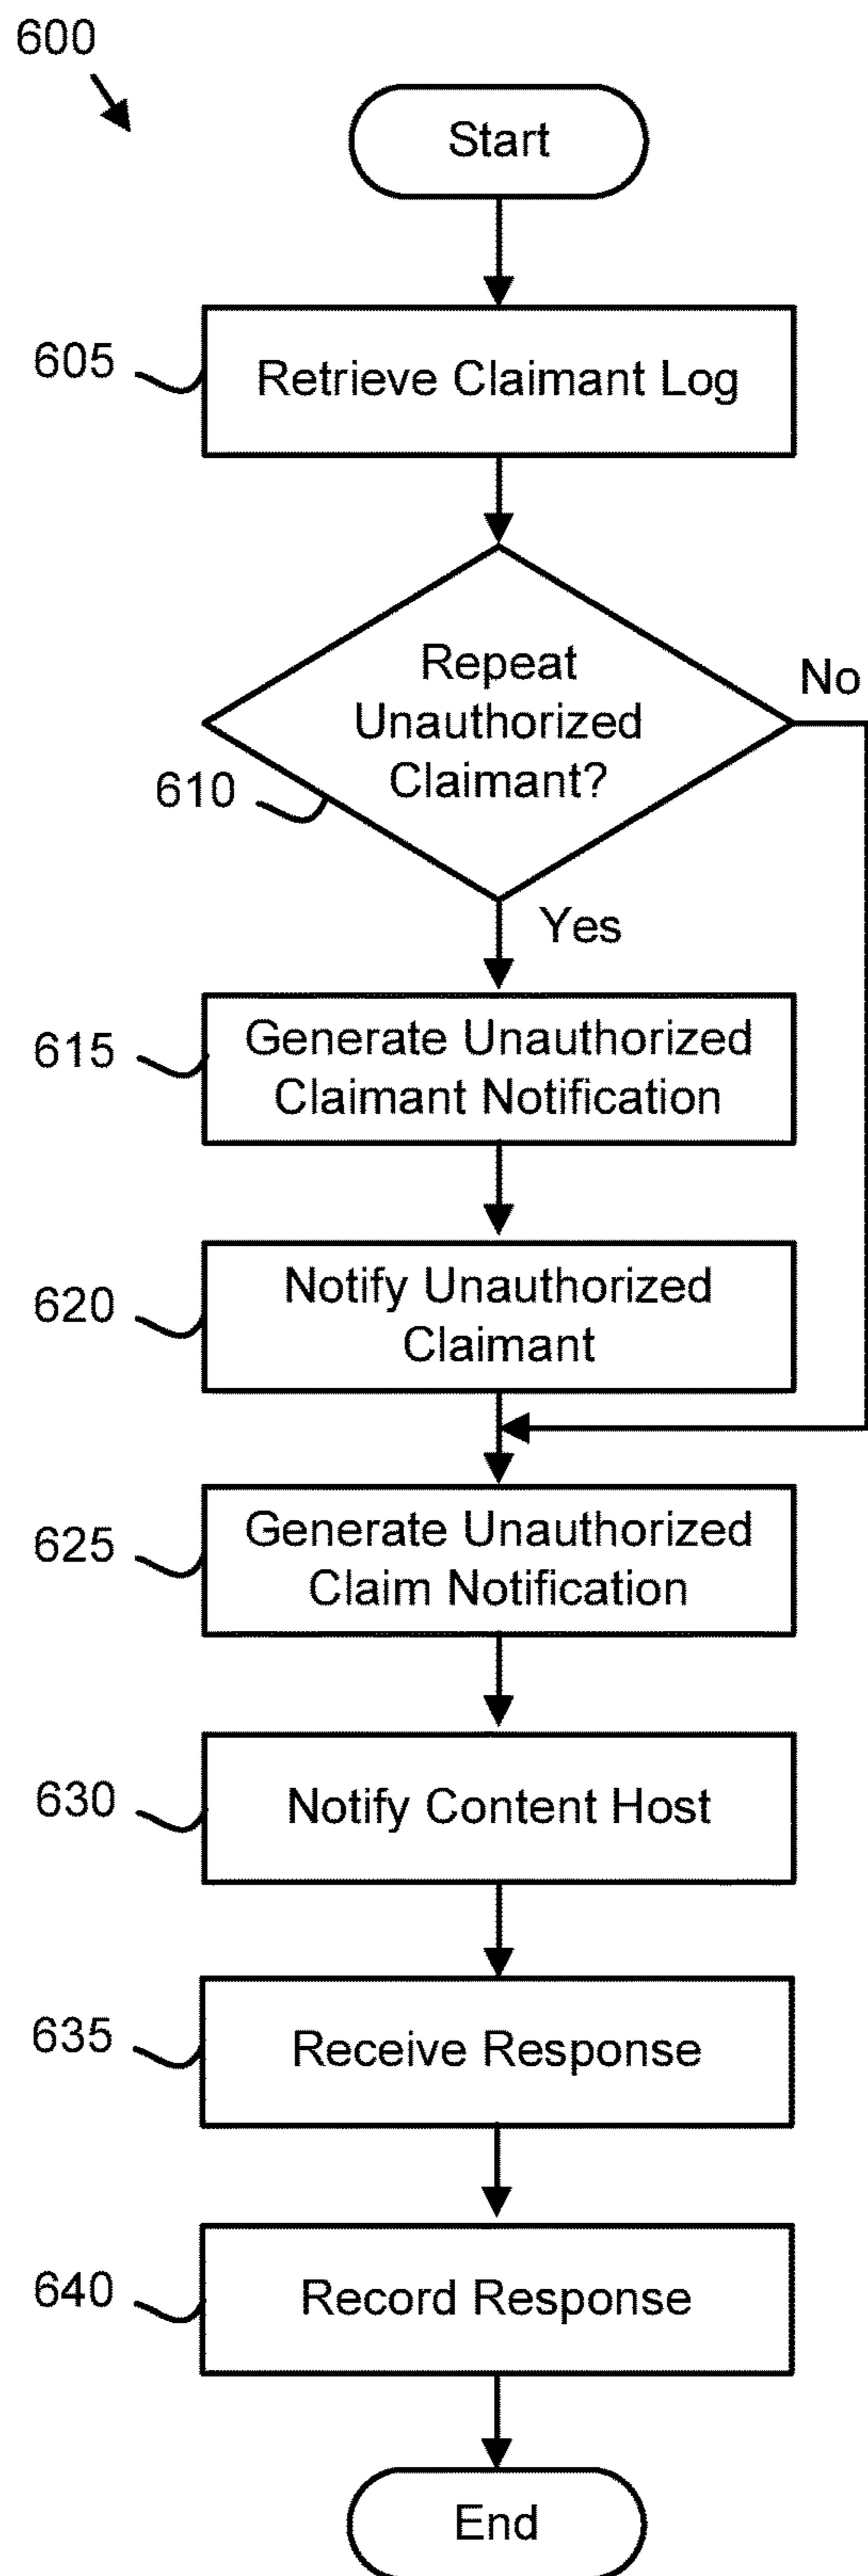 600
Start
605
Retrieve Claimant Log
Repeat
Unauthorized
Claimant?
No
610
Yes
615
Generate Unauthorized
Claimant Notification
620
Notify Unauthorized
Claimant
625
Generate Unauthorized
Claim Notification
630
Notify Content Host
635
Receive Response
640
Record Response
End